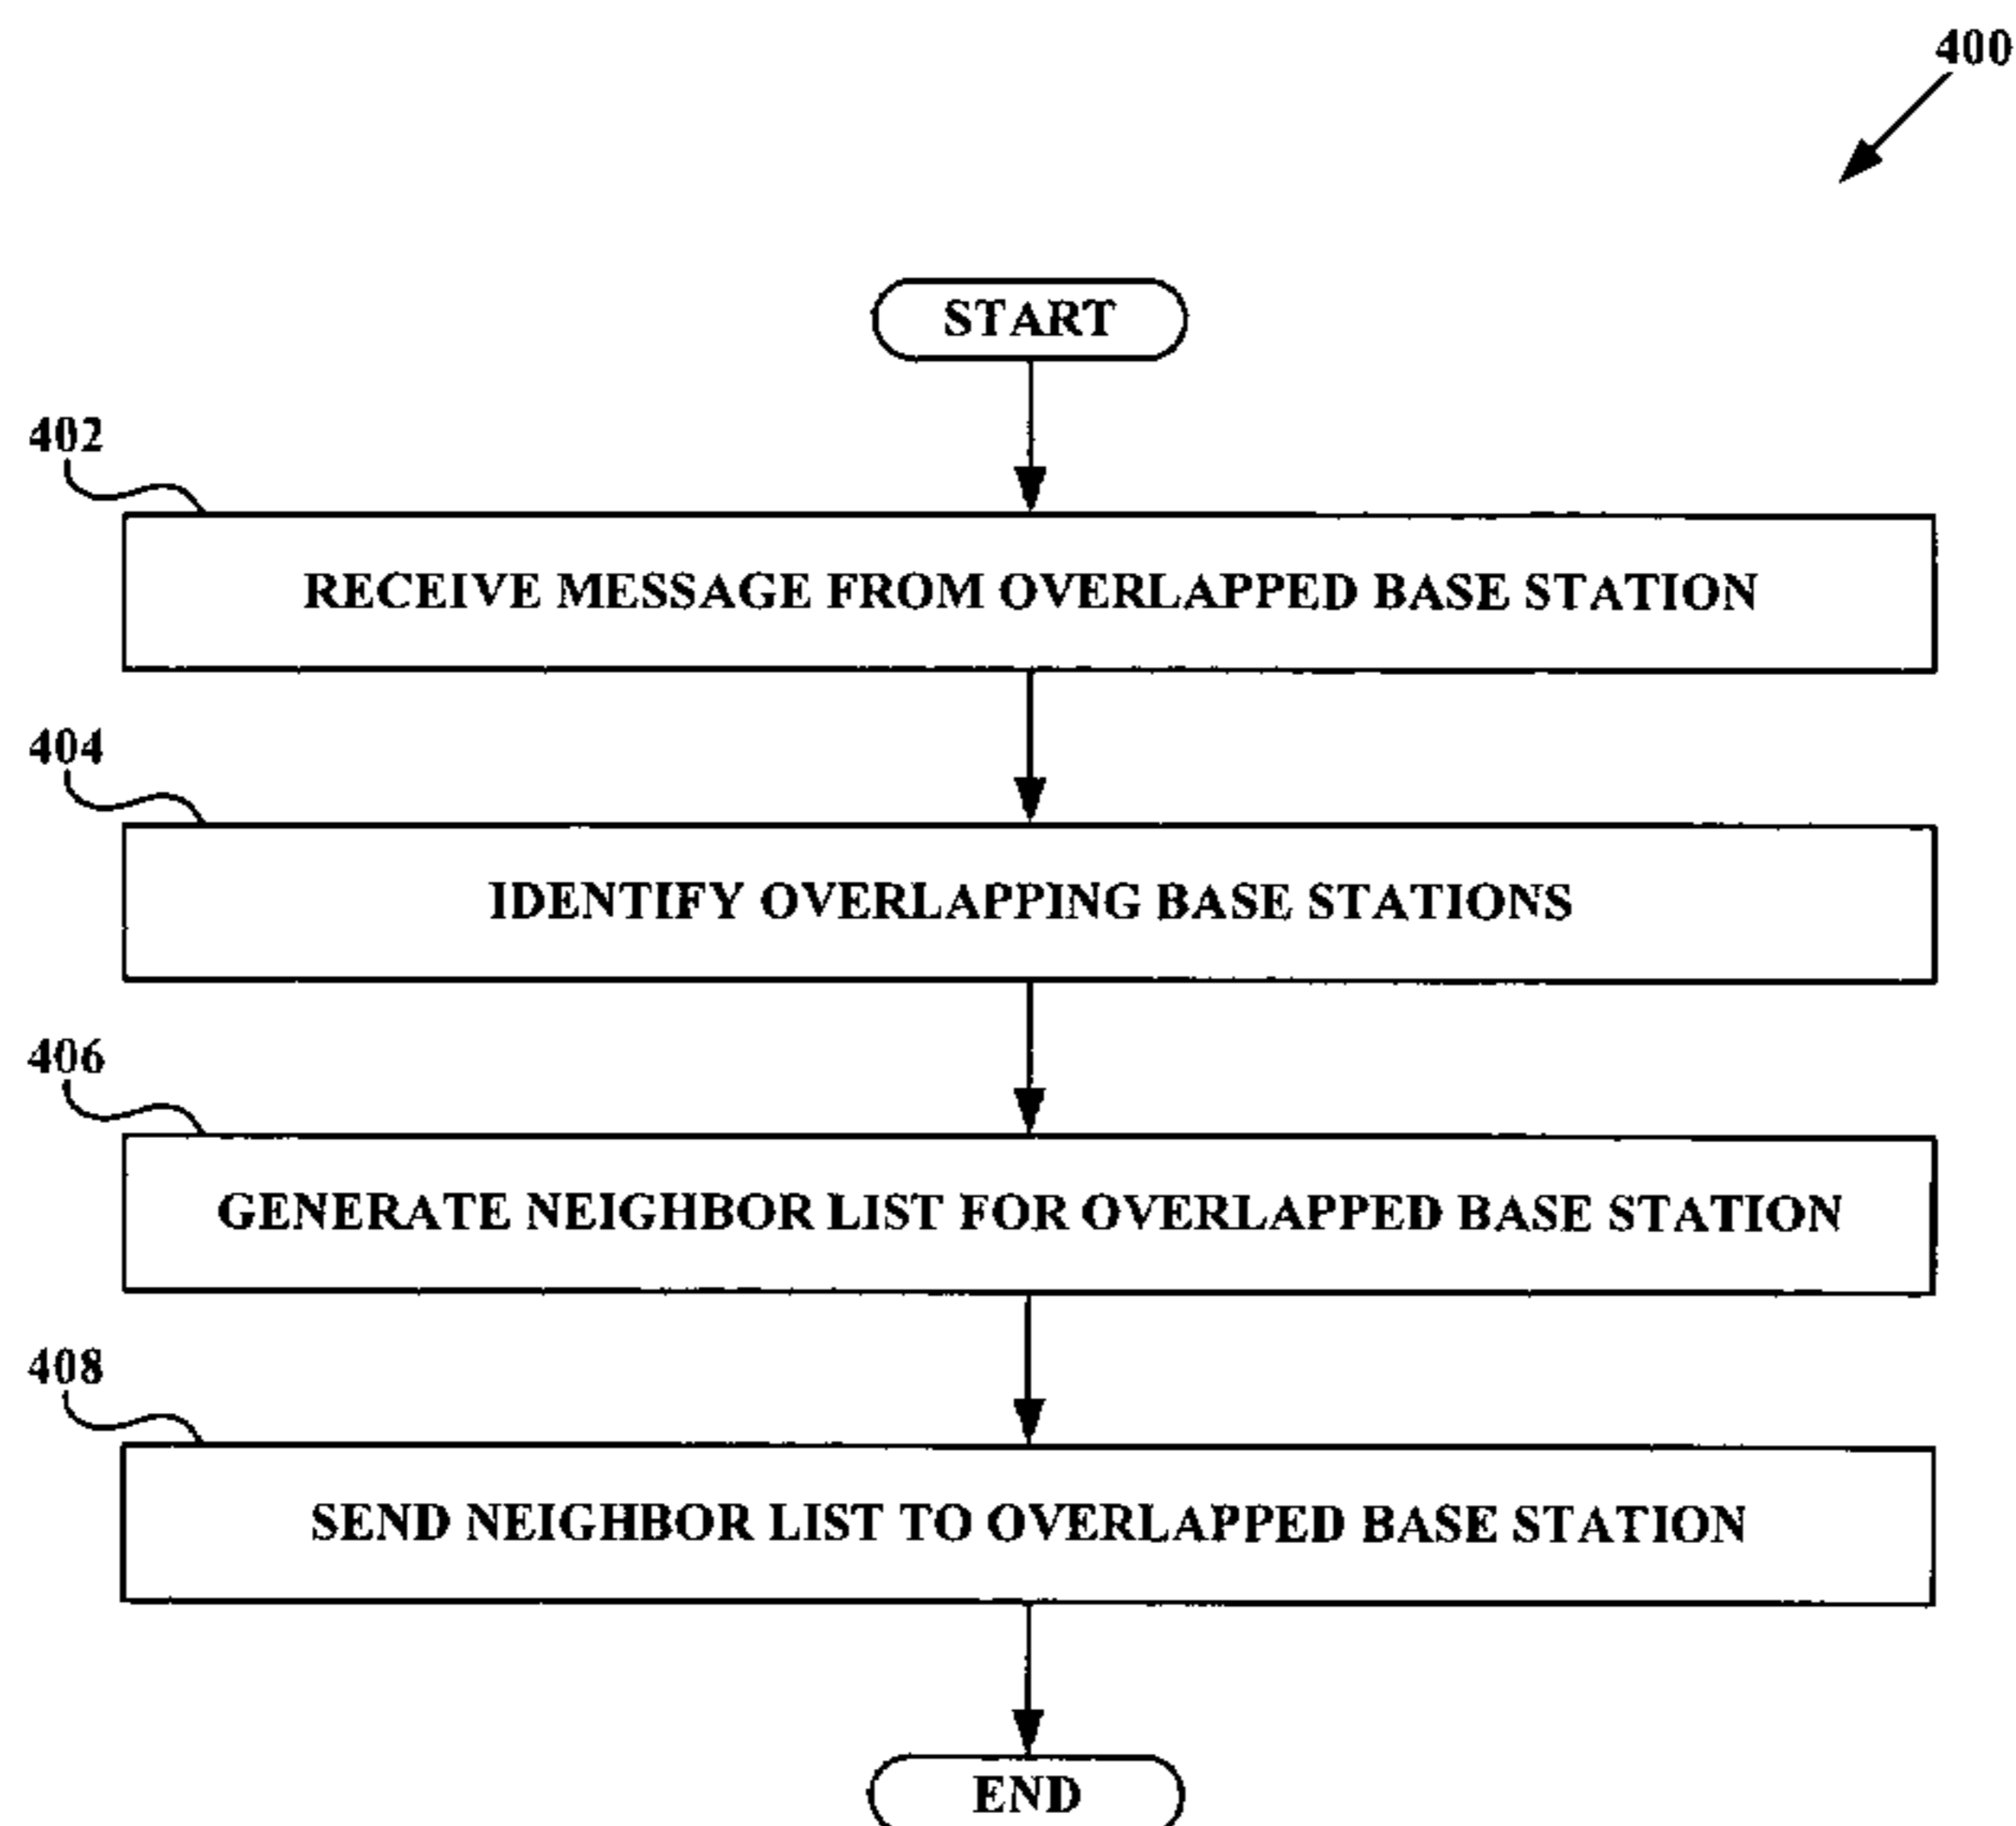 400
START
402
RECEIVE MESSAGE FROM OVERLAPPED BASE STATION
404
IDENTIFY OVERLAPPING BASE STATIONS
406
GENERATE NEIGHBOR LIST FOR OVERLAPPED BASE STATION
408
SEND NEIGHBOR LIST TO OVERLAPPED BASE STATION
END